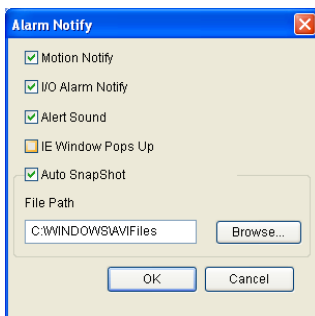 Alarm Notify
Motion Notify
I/O Alarm Notify
Alert Sound
IE Window Pops Up
Auto SnapShot
File Path
C:\WINDOWS\AVIFiles
Browse...
OK Cancel